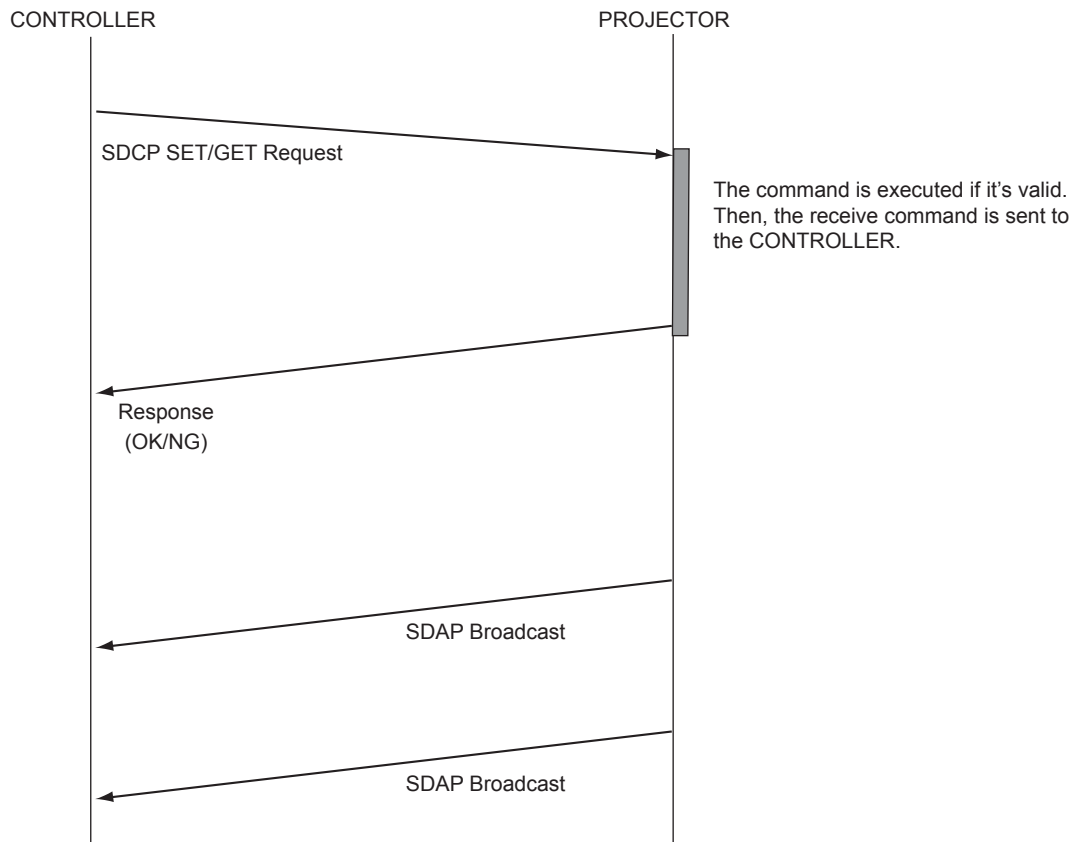 CONTROLLER
PROJECTOR
SDCP SET/GET Request
The command is executed if it's valid.
Then, the receive command is sent to
the CONTROLLER.
Response
(OK/NG)
SDAP Broadcast
SDAP Broadcast